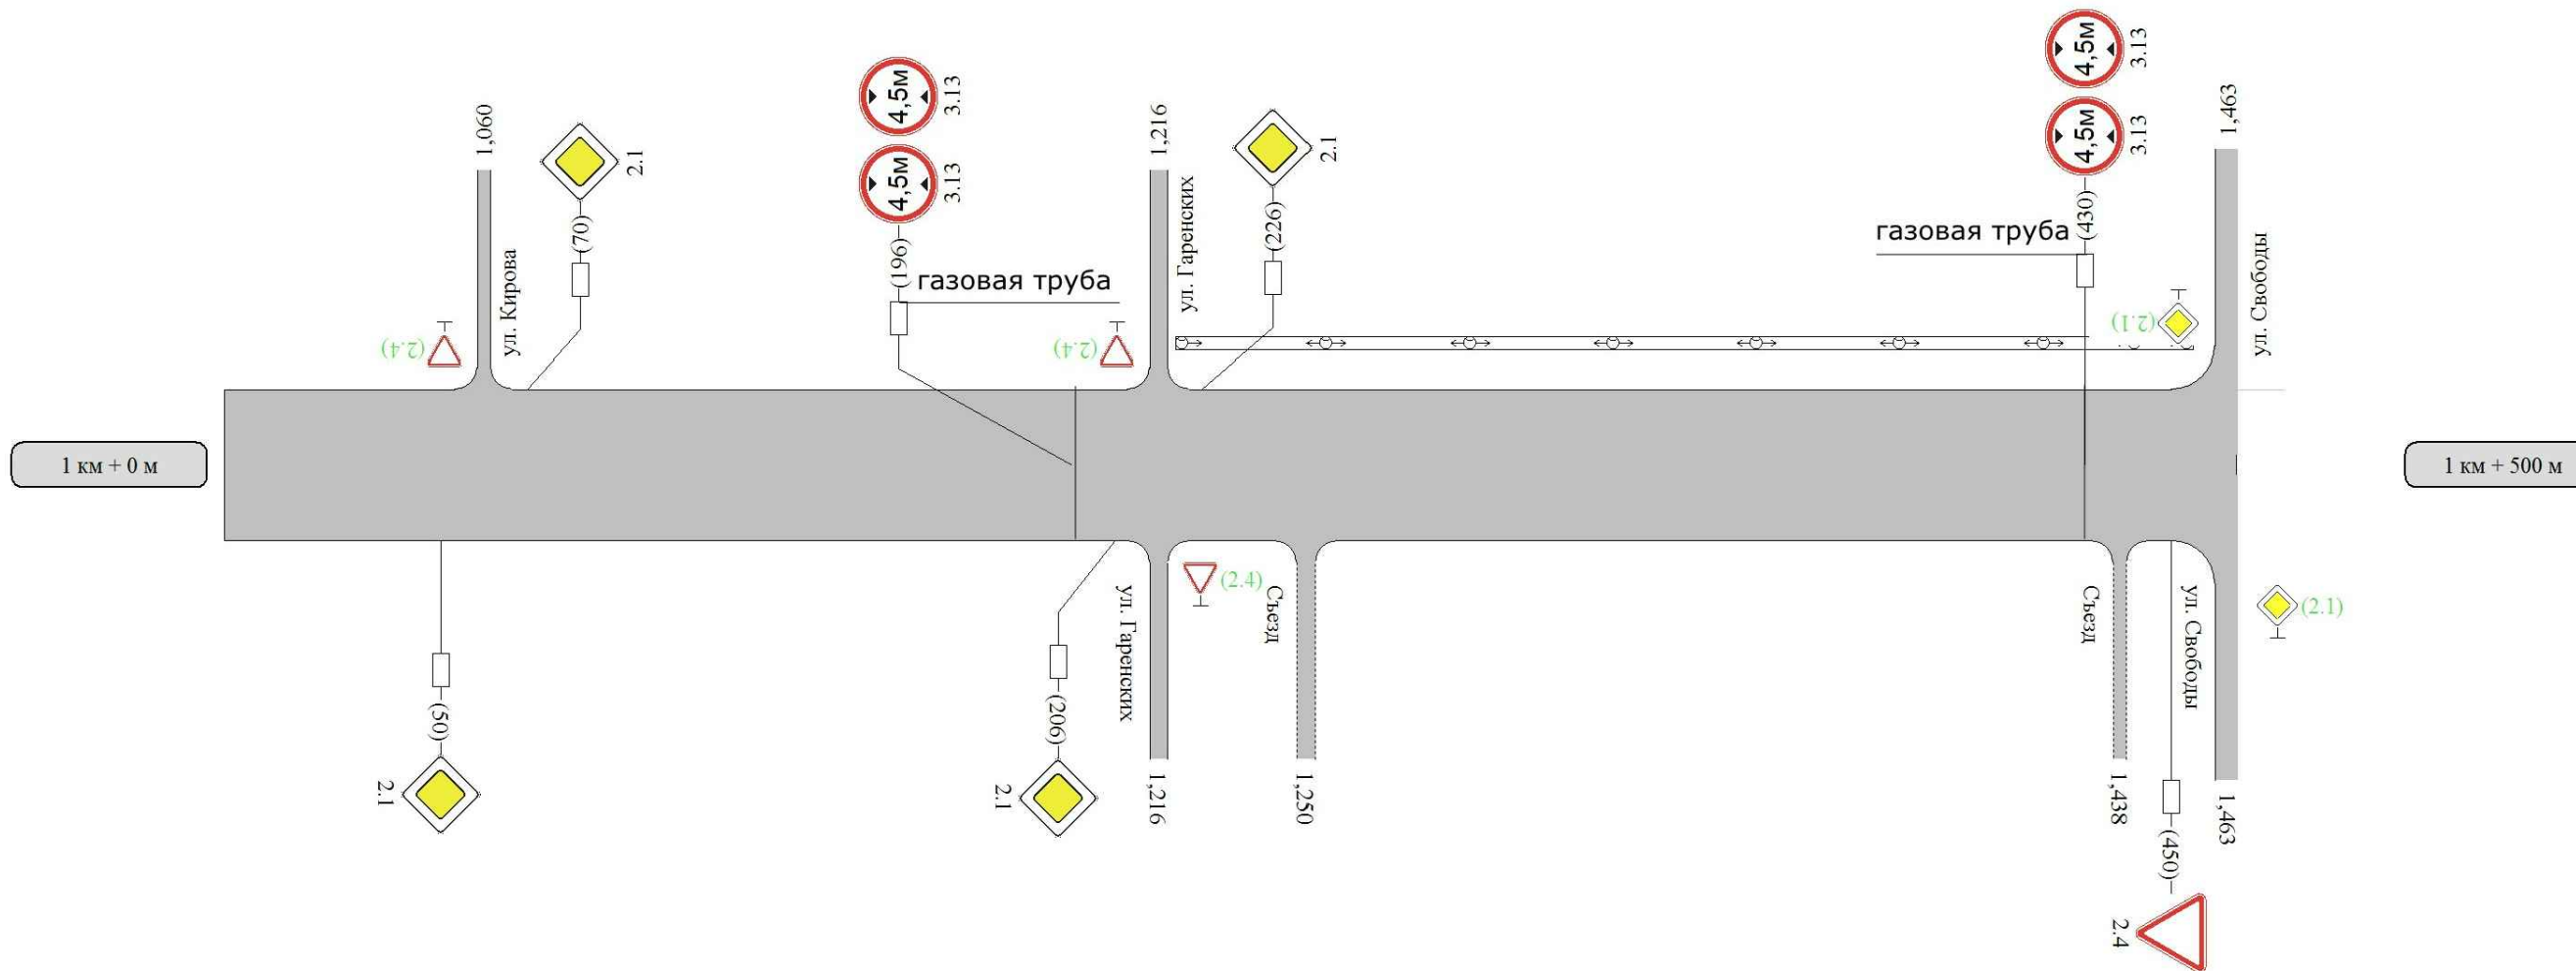 4,5м
3.13
4,5м
3.13
1,060
2.1
4,5м
3.13
1,216
2.1
4,5м
3.13
1,463
(70)
(196)
(226)
(430)
газовая труба
газовая труба
ул. Кирова
ул. Гаренских
ул. Свободы
(2.4)
(2.4)
(2.1)
1 км + 0 м
1 км + 500 м
(2.4)
(2.1)
ул. Гаренских
Съезд
Съезд
ул. Свободы
(50)
(206)
2.1
2.1
1,216
1,250
1,438
1,463
(450)
2.4